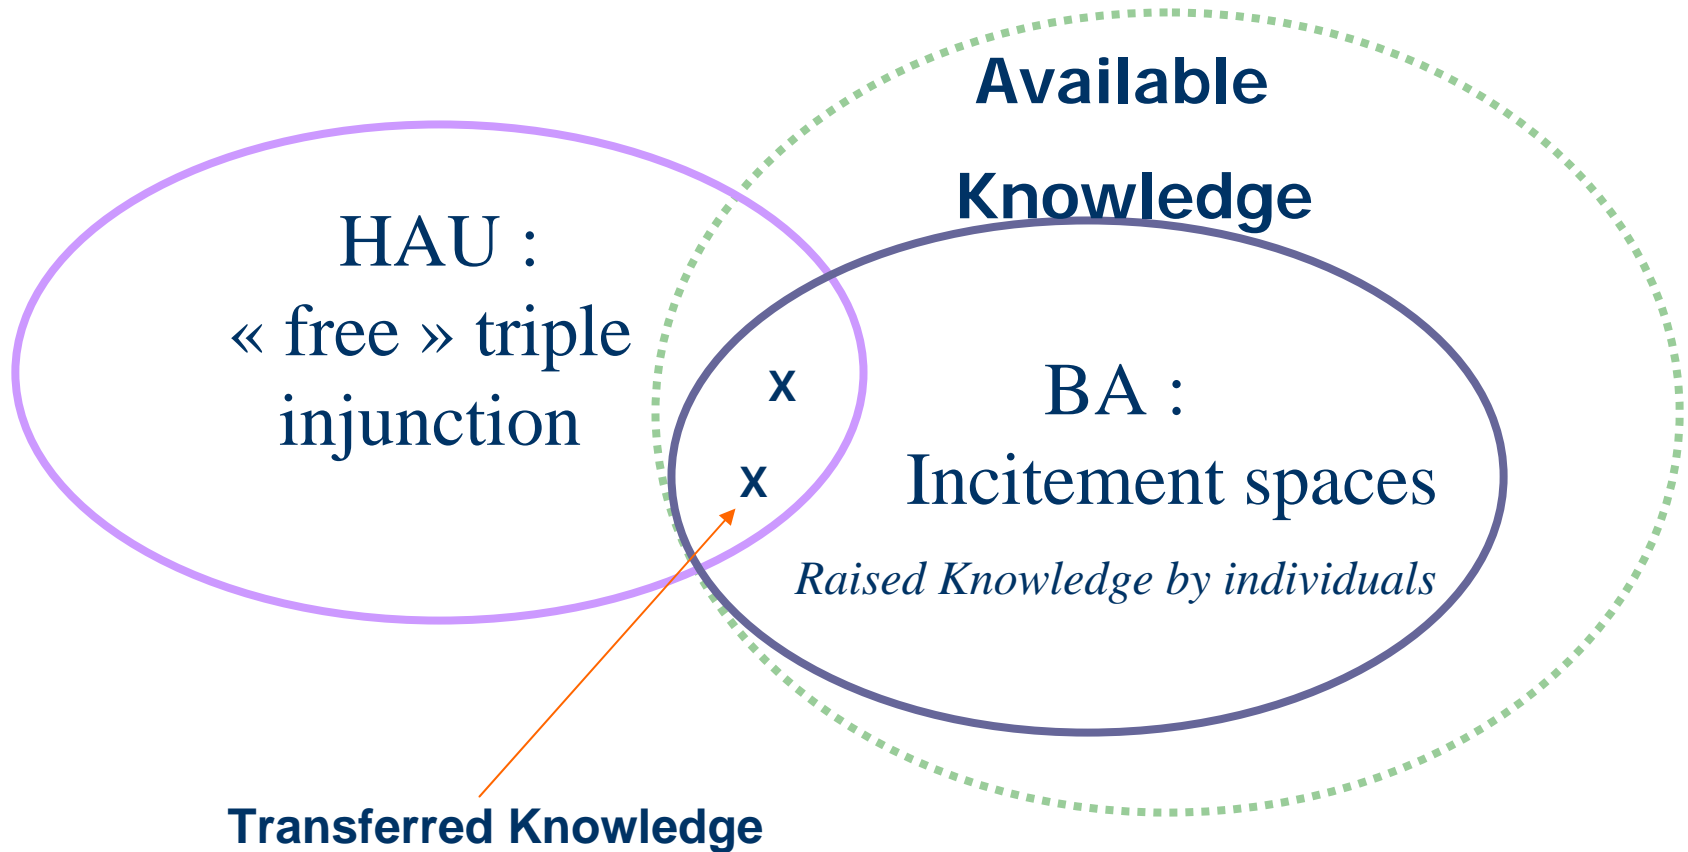 Available
Knowledge
HAU :
« free » triple
injunction
X
X
BA :
Incitement spaces
Raised Knowledge by individuals
Transferred Knowledge